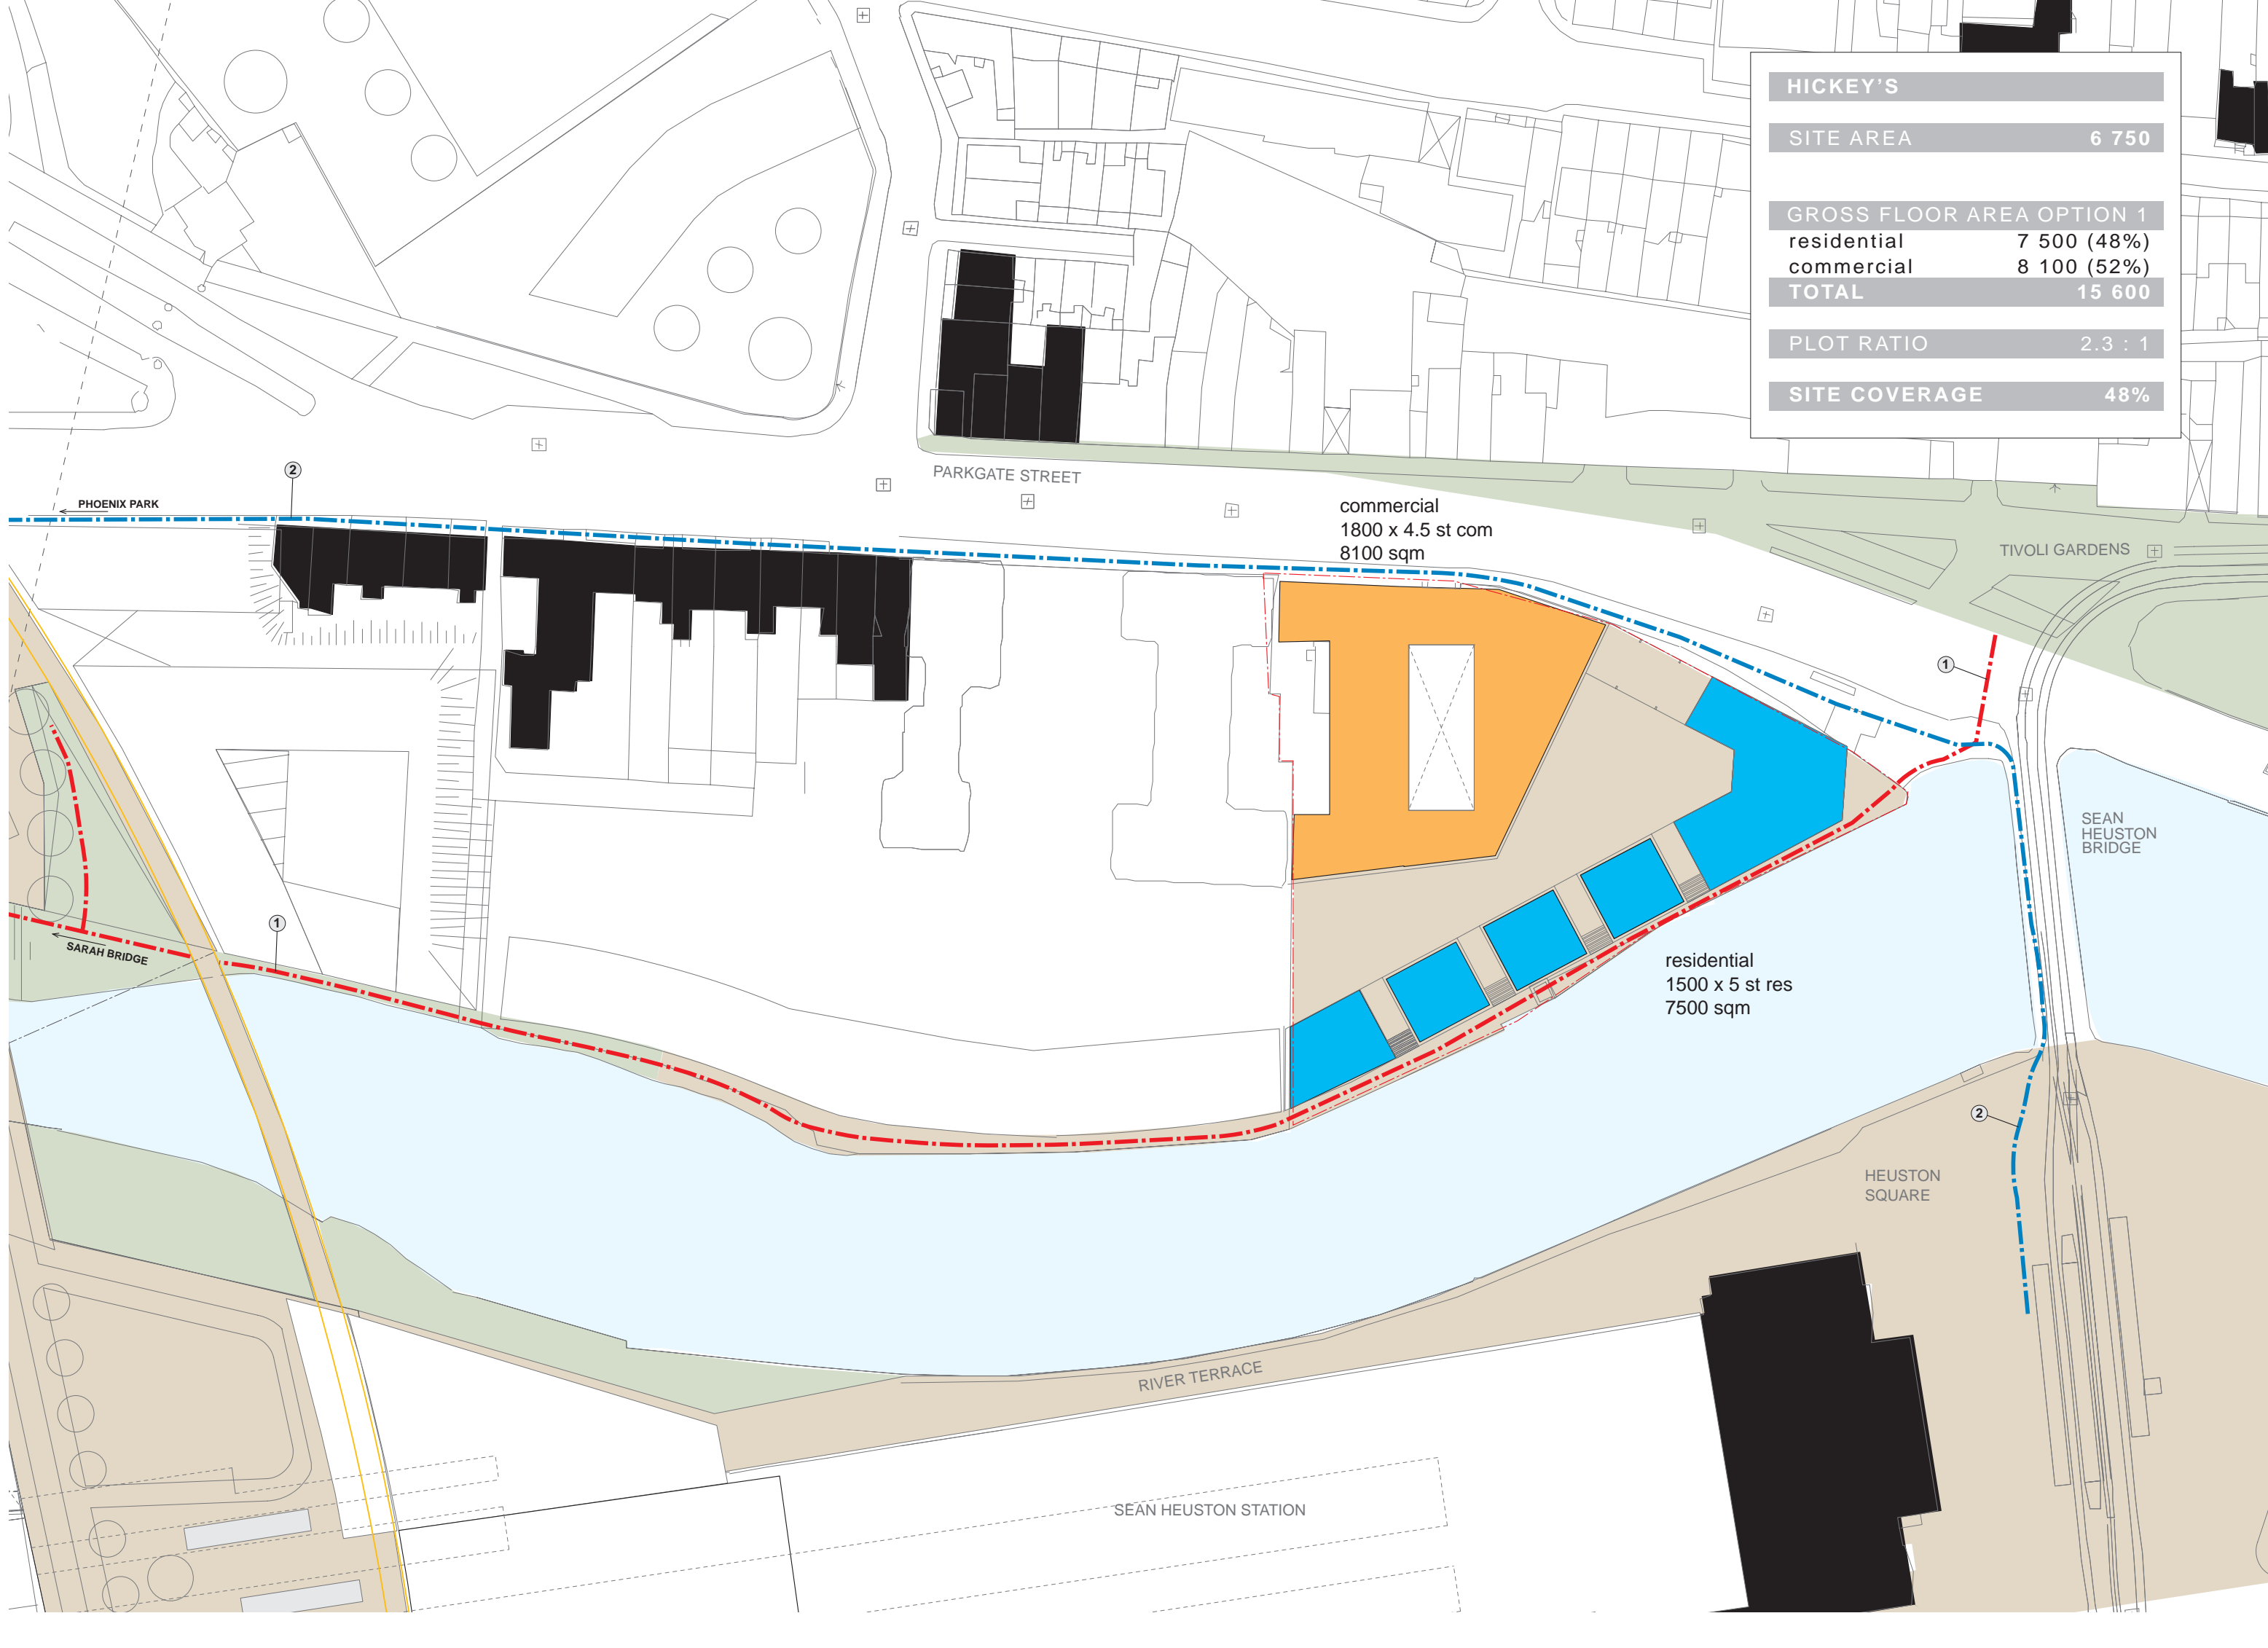 HICKEY'S
SITE AREA 6 750
GROSS FLOOR AREA OPTION 1
residential 7 500 (48%)
commercial 8 100 (52%)
TOTAL 15 600
PLOT RATIO 2.3 : 1
SITE COVERAGE 48%
2
PARKGATE STREET
PHOENIX PARK
commercial
1800 x 4.5 st com
8100 sqm
TIVOLI GARDENS
1
SEAN
HEUSTON
BRIDGE
1
SARAH BRIDGE
residential
1500 x 5 st res
7500 sqm
2
HEUSTON
SQUARE
RIVER TERRACE
SEAN HEUSTON STATION